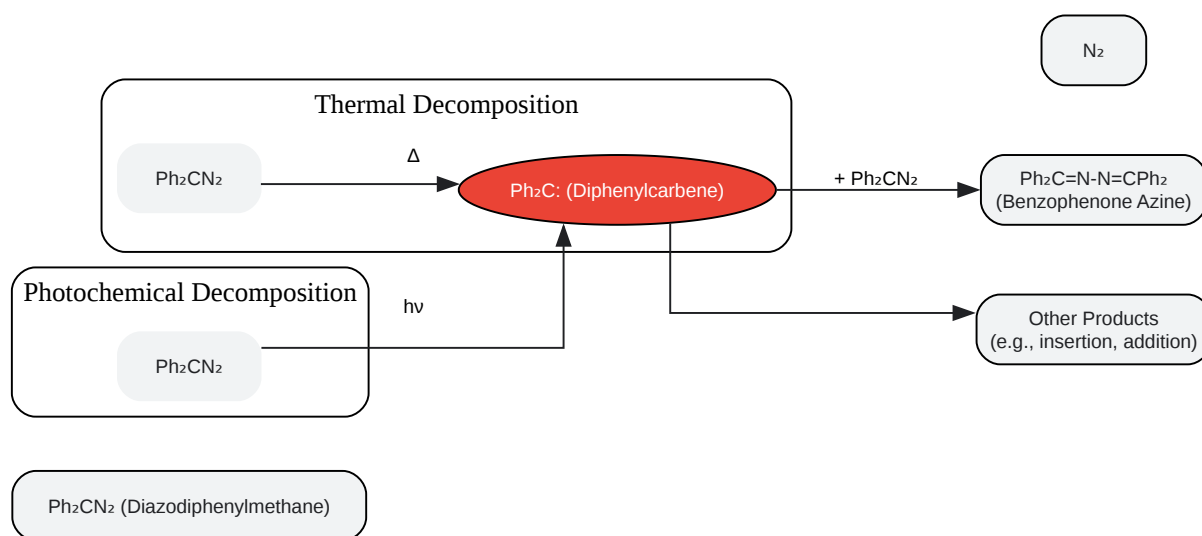 N₂
Thermal Decomposition
Ph₂CN₂
Δ
Ph₂C: (Diphenylcarbene)
+ Ph₂CN₂
Ph₂C=N-N=CPh₂
(Benzophenone Azine)
Photochemical Decomposition
Ph₂CN₂
hν
Other Products
(e.g., insertion, addition)
Ph₂CN₂ (Diazodiphenylmethane)